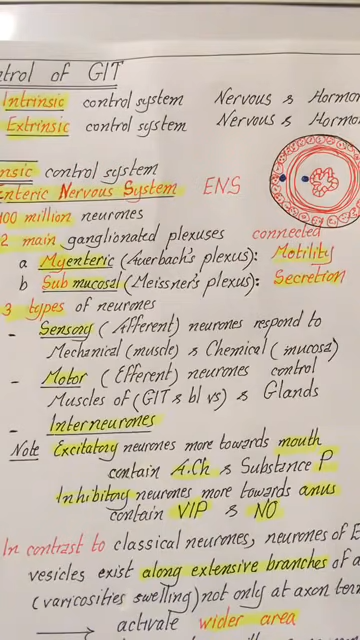 ntrol of GIT
Intrinsic control system Nervous & Hormon
Extrinsic control system Nervous & Hormon
nsic control system
Enteric Nervous System ENS
100 million neurones
2 main ganglionated plexuses connected
a Myenteric (Auerbach's plexus): Motility
b Sub mucosal (Meissner's plexus): Secretion
3 types of neurones
- Sensory (Afferent) neurones respond to
Mechanical (muscle) & Chemical (mucosa)
- Motor (Efferent) neurones control
Muscles of (GIT & bl vs) & Glands
- Interneurones
Note Excitatory neurones more towards mouth
contain A.Ch & Substance P
Inhibitory neurones more towards anus
contain VIP & NO
In contrast to classical neurones, neurones of E
vesicles exist along extensive branches of a
(varicosities swelling) not only at axon term
→ activate wider area